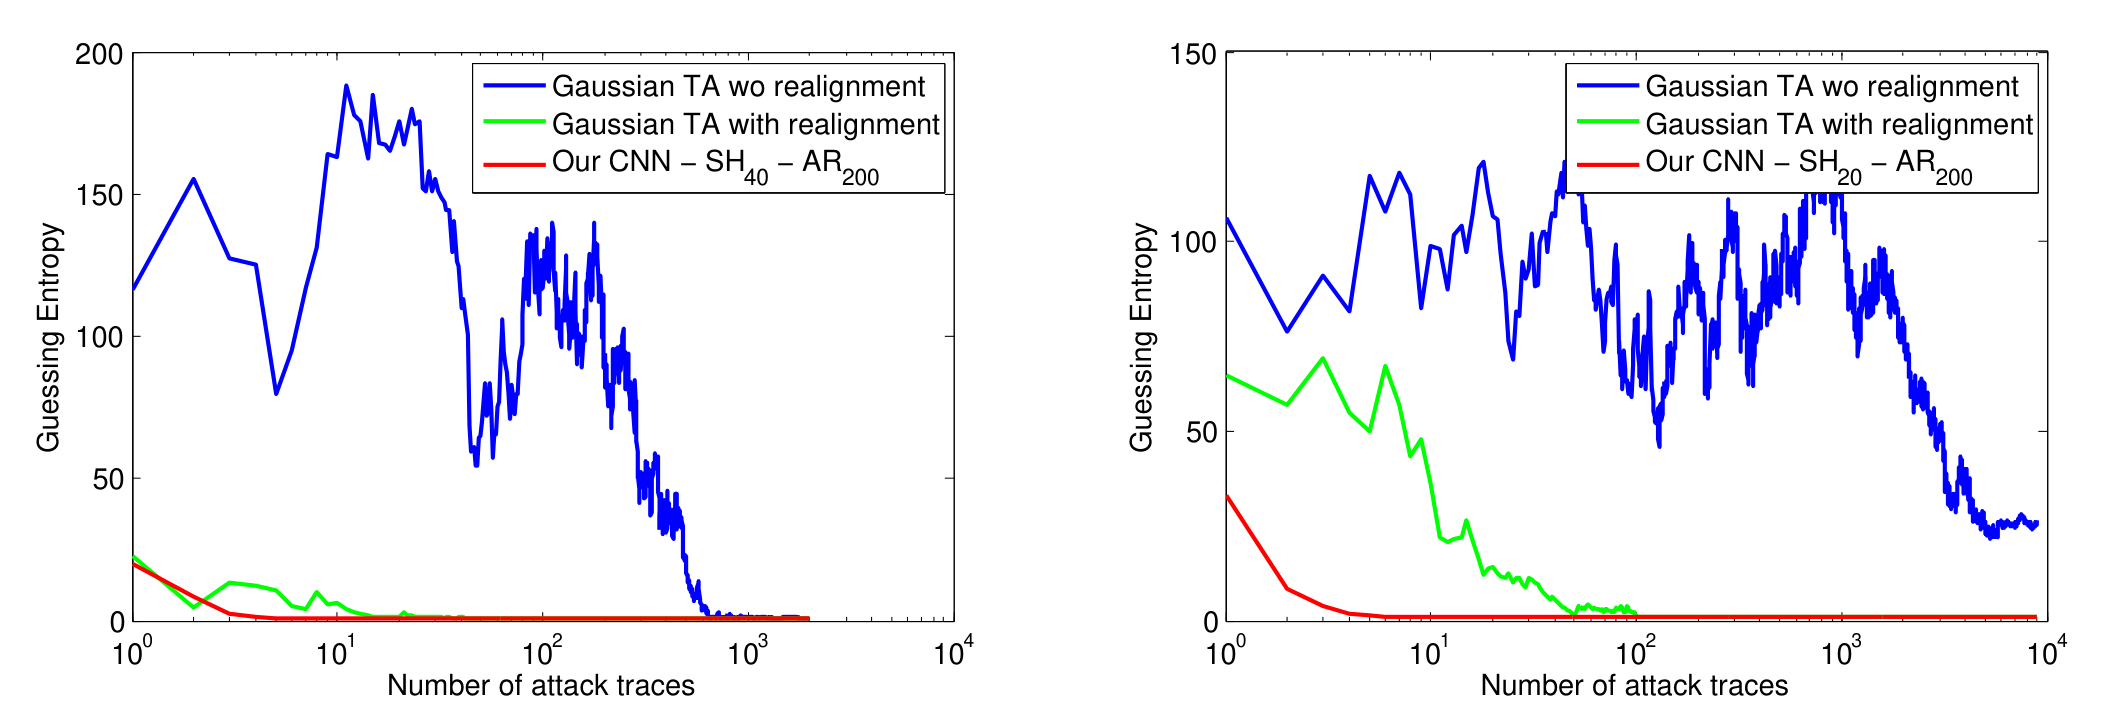 200
150
100
50
0
Guessing Entropy
Gaussian TA wo realignment
Gaussian TA with realignment
Our CNN − SH40 − AR200
10^0 10^1 10^2 10^3 10^4
Number of attack traces
150
100
50
0
Guessing Entropy
Gaussian TA wo realignment
Gaussian TA with realignment
Our CNN − SH20 − AR200
10^0 10^1 10^2 10^3 10^4
Number of attack traces